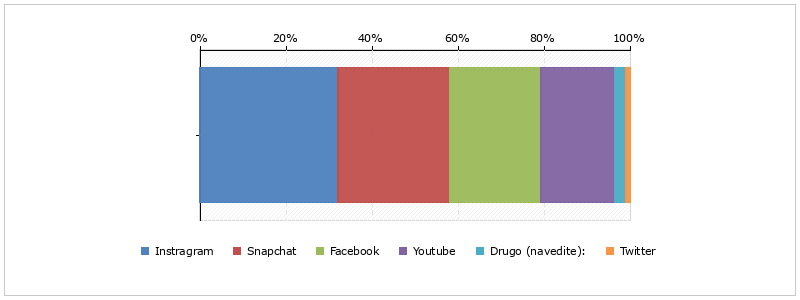 0% 20% 40% 60% 80% 100%
Instragram Snapchat Facebook Youtube Drugo (navedite): Twitter